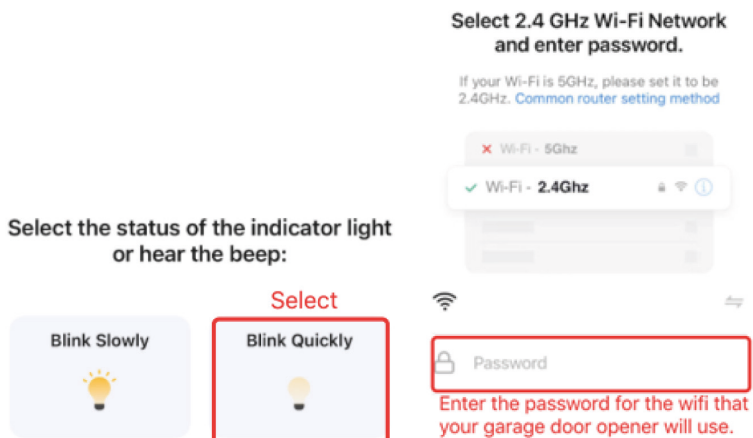 Select the status of the indicator light
or hear the beep:
Select
Blink Slowly
Blink Quickly
Select 2.4 GHz Wi-Fi Network
and enter password.
If your Wi-Fi is 5GHz, please set it to be
2.4GHz. Common router setting method
Wi-Fi - 5Ghz
Wi-Fi - 2.4Ghz
Password
Enter the password for the wifi that
your garage door opener will use.